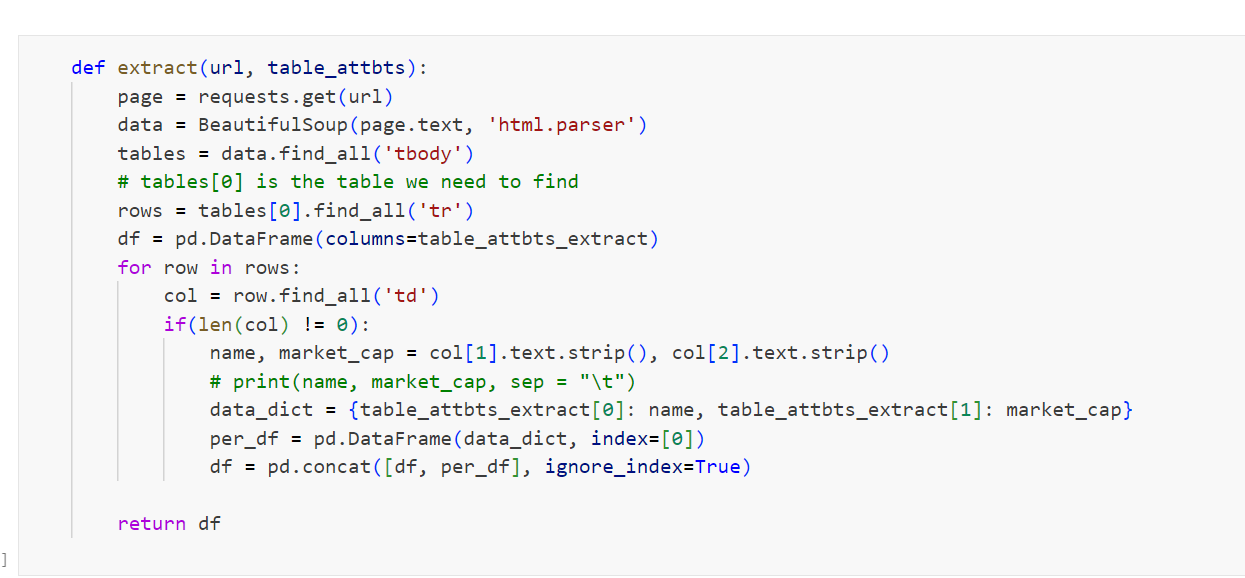 def extract(url, table_attbts):
    page = requests.get(url)
    data = BeautifulSoup(page.text, 'html.parser')
    tables = data.find_all('tbody')
    # tables[0] is the table we need to find
    rows = tables[0].find_all('tr')
    df = pd.DataFrame(columns=table_attbts_extract)
    for row in rows:
        col = row.find_all('td')
        if(len(col) != 0):
            name, market_cap = col[1].text.strip(), col[2].text.strip()
            # print(name, market_cap, sep = "\t")
            data_dict = {table_attbts_extract[0]: name, table_attbts_extract[1]: market_cap}
            per_df = pd.DataFrame(data_dict, index=[0])
            df = pd.concat([df, per_df], ignore_index=True)
    return df
]